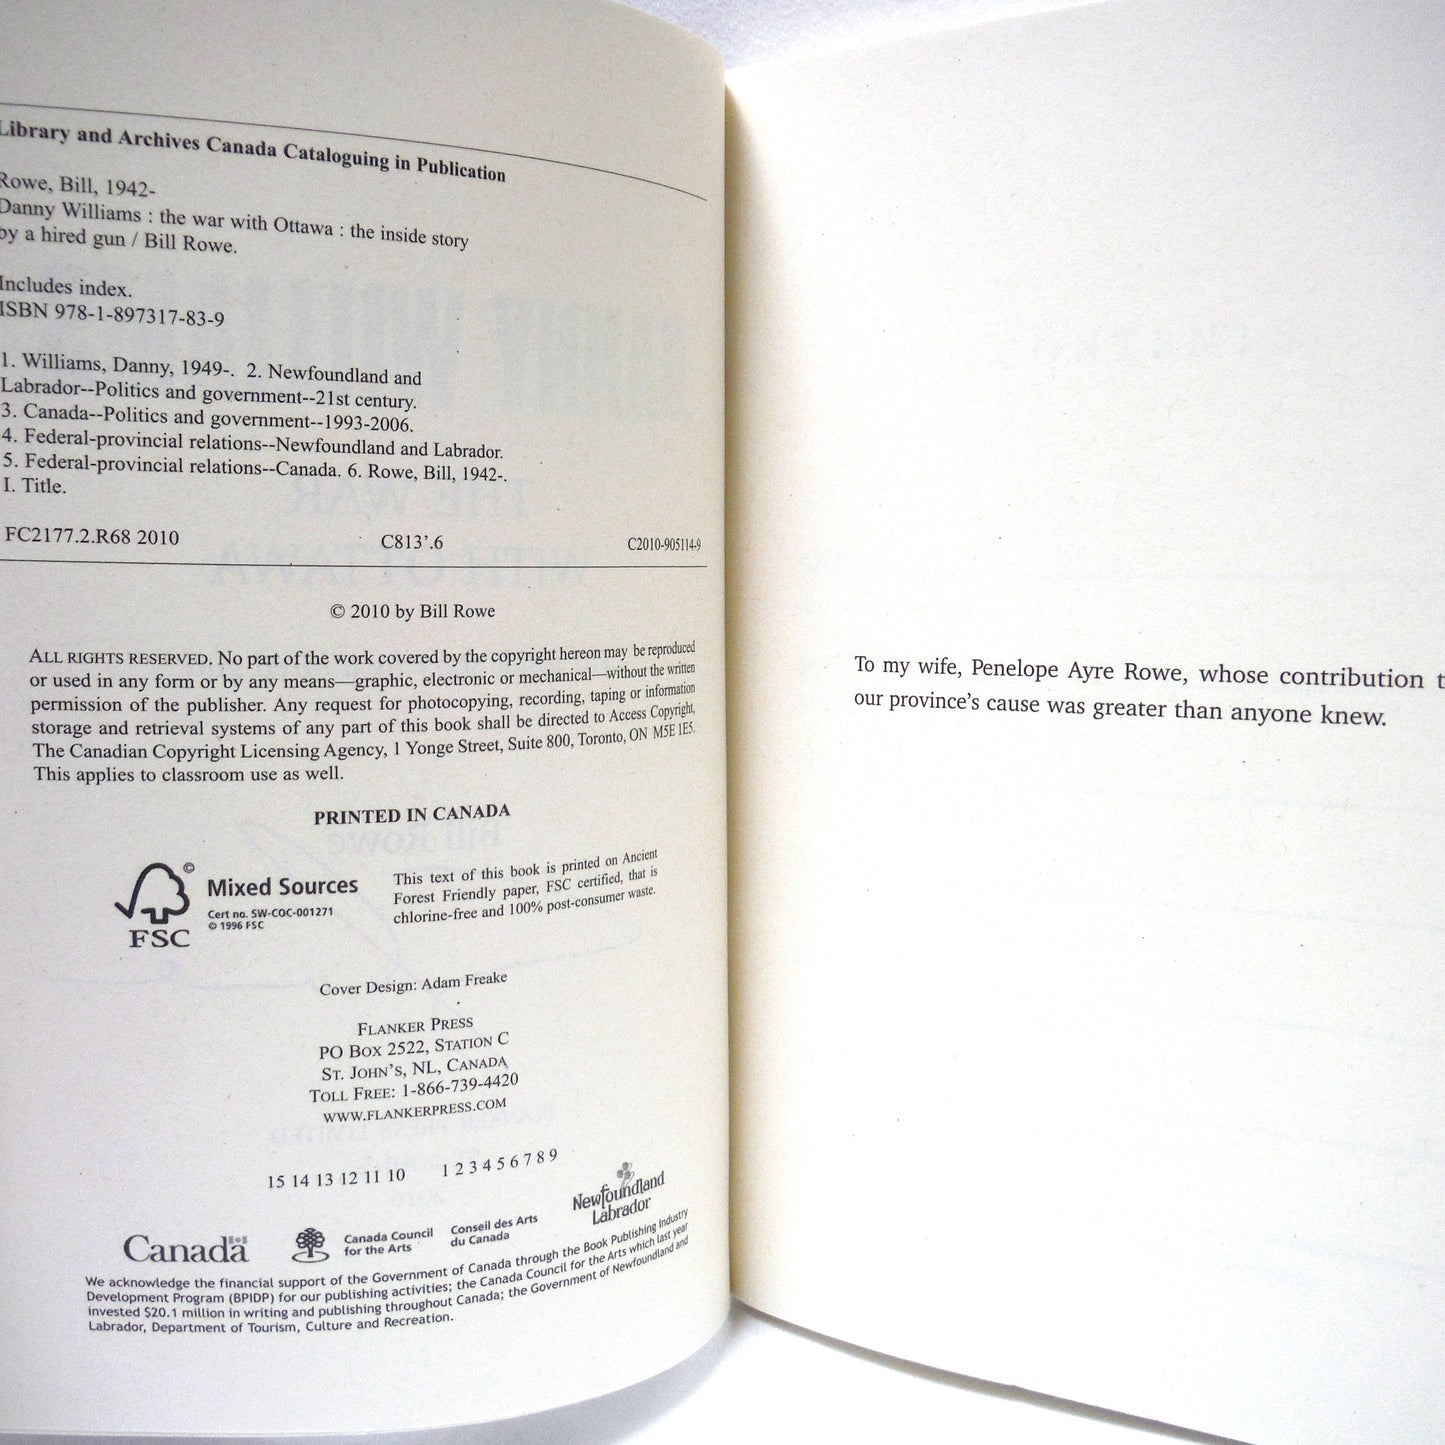 Library and Archives Canada Cataloguing in Publication
Rowe, Bill, 1942-
Danny Williams : the war with Ottawa : the inside story
by a hired gun / Bill Rowe.
Includes index.
ISBN 978-1-897317-83-9
1. Williams, Danny, 1949-. 2. Newfoundland and
Labrador--Politics and government--21st century.
3. Canada--Politics and government--1993-2006.
4. Federal-provincial relations--Newfoundland and Labrador.
5. Federal-provincial relations--Canada. 6. Rowe, Bill, 1942-.
I. Title.
FC2177.2.R68 2010 C813'.6 C2010-905114-9
© 2010 by Bill Rowe
ALL RIGHTS RESERVED. No part of the work covered by the copyright hereon may be reproduced
or used in any form or by any means—graphic, electronic or mechanical—without the written
permission of the publisher. Any request for photocopying, recording, taping or information
storage and retrieval systems of any part of this book shall be directed to Access Copyright,
The Canadian Copyright Licensing Agency, 1 Yonge Street, Suite 800, Toronto, ON M5E 1E5.
This applies to classroom use as well.
PRINTED IN CANADA
©
FSC
Mixed Sources
Cert no. SW-COC-001271
© 1996 FSC
This text of this book is printed on Ancient
Forest Friendly paper, FSC certified, that is
chlorine-free and 100% post-consumer waste.
Cover Design: Adam Freake
FLANKER PRESS
PO BOX 2522, STATION C
ST. JOHN'S, NL, CANADA
TOLL FREE: 1-866-739-4420
WWW.FLANKERPRESS.COM
15 14 13 12 11 10 1 2 3 4 5 6 7 8 9
Canada
Canada Council
for the Arts
Conseil des Arts
du Canada
Newfoundland
Labrador
We acknowledge the financial support of the Government of Canada through the Book Publishing Industry
Development Program (BPIDP) for our publishing activities; the Canada Council for the Arts which last year
invested $20.1 million in writing and publishing throughout Canada; the Government of Newfoundland and
Labrador, Department of Tourism, Culture and Recreation.
To my wife, Penelope Ayre Rowe, whose contribution t
our province's cause was greater than anyone knew.